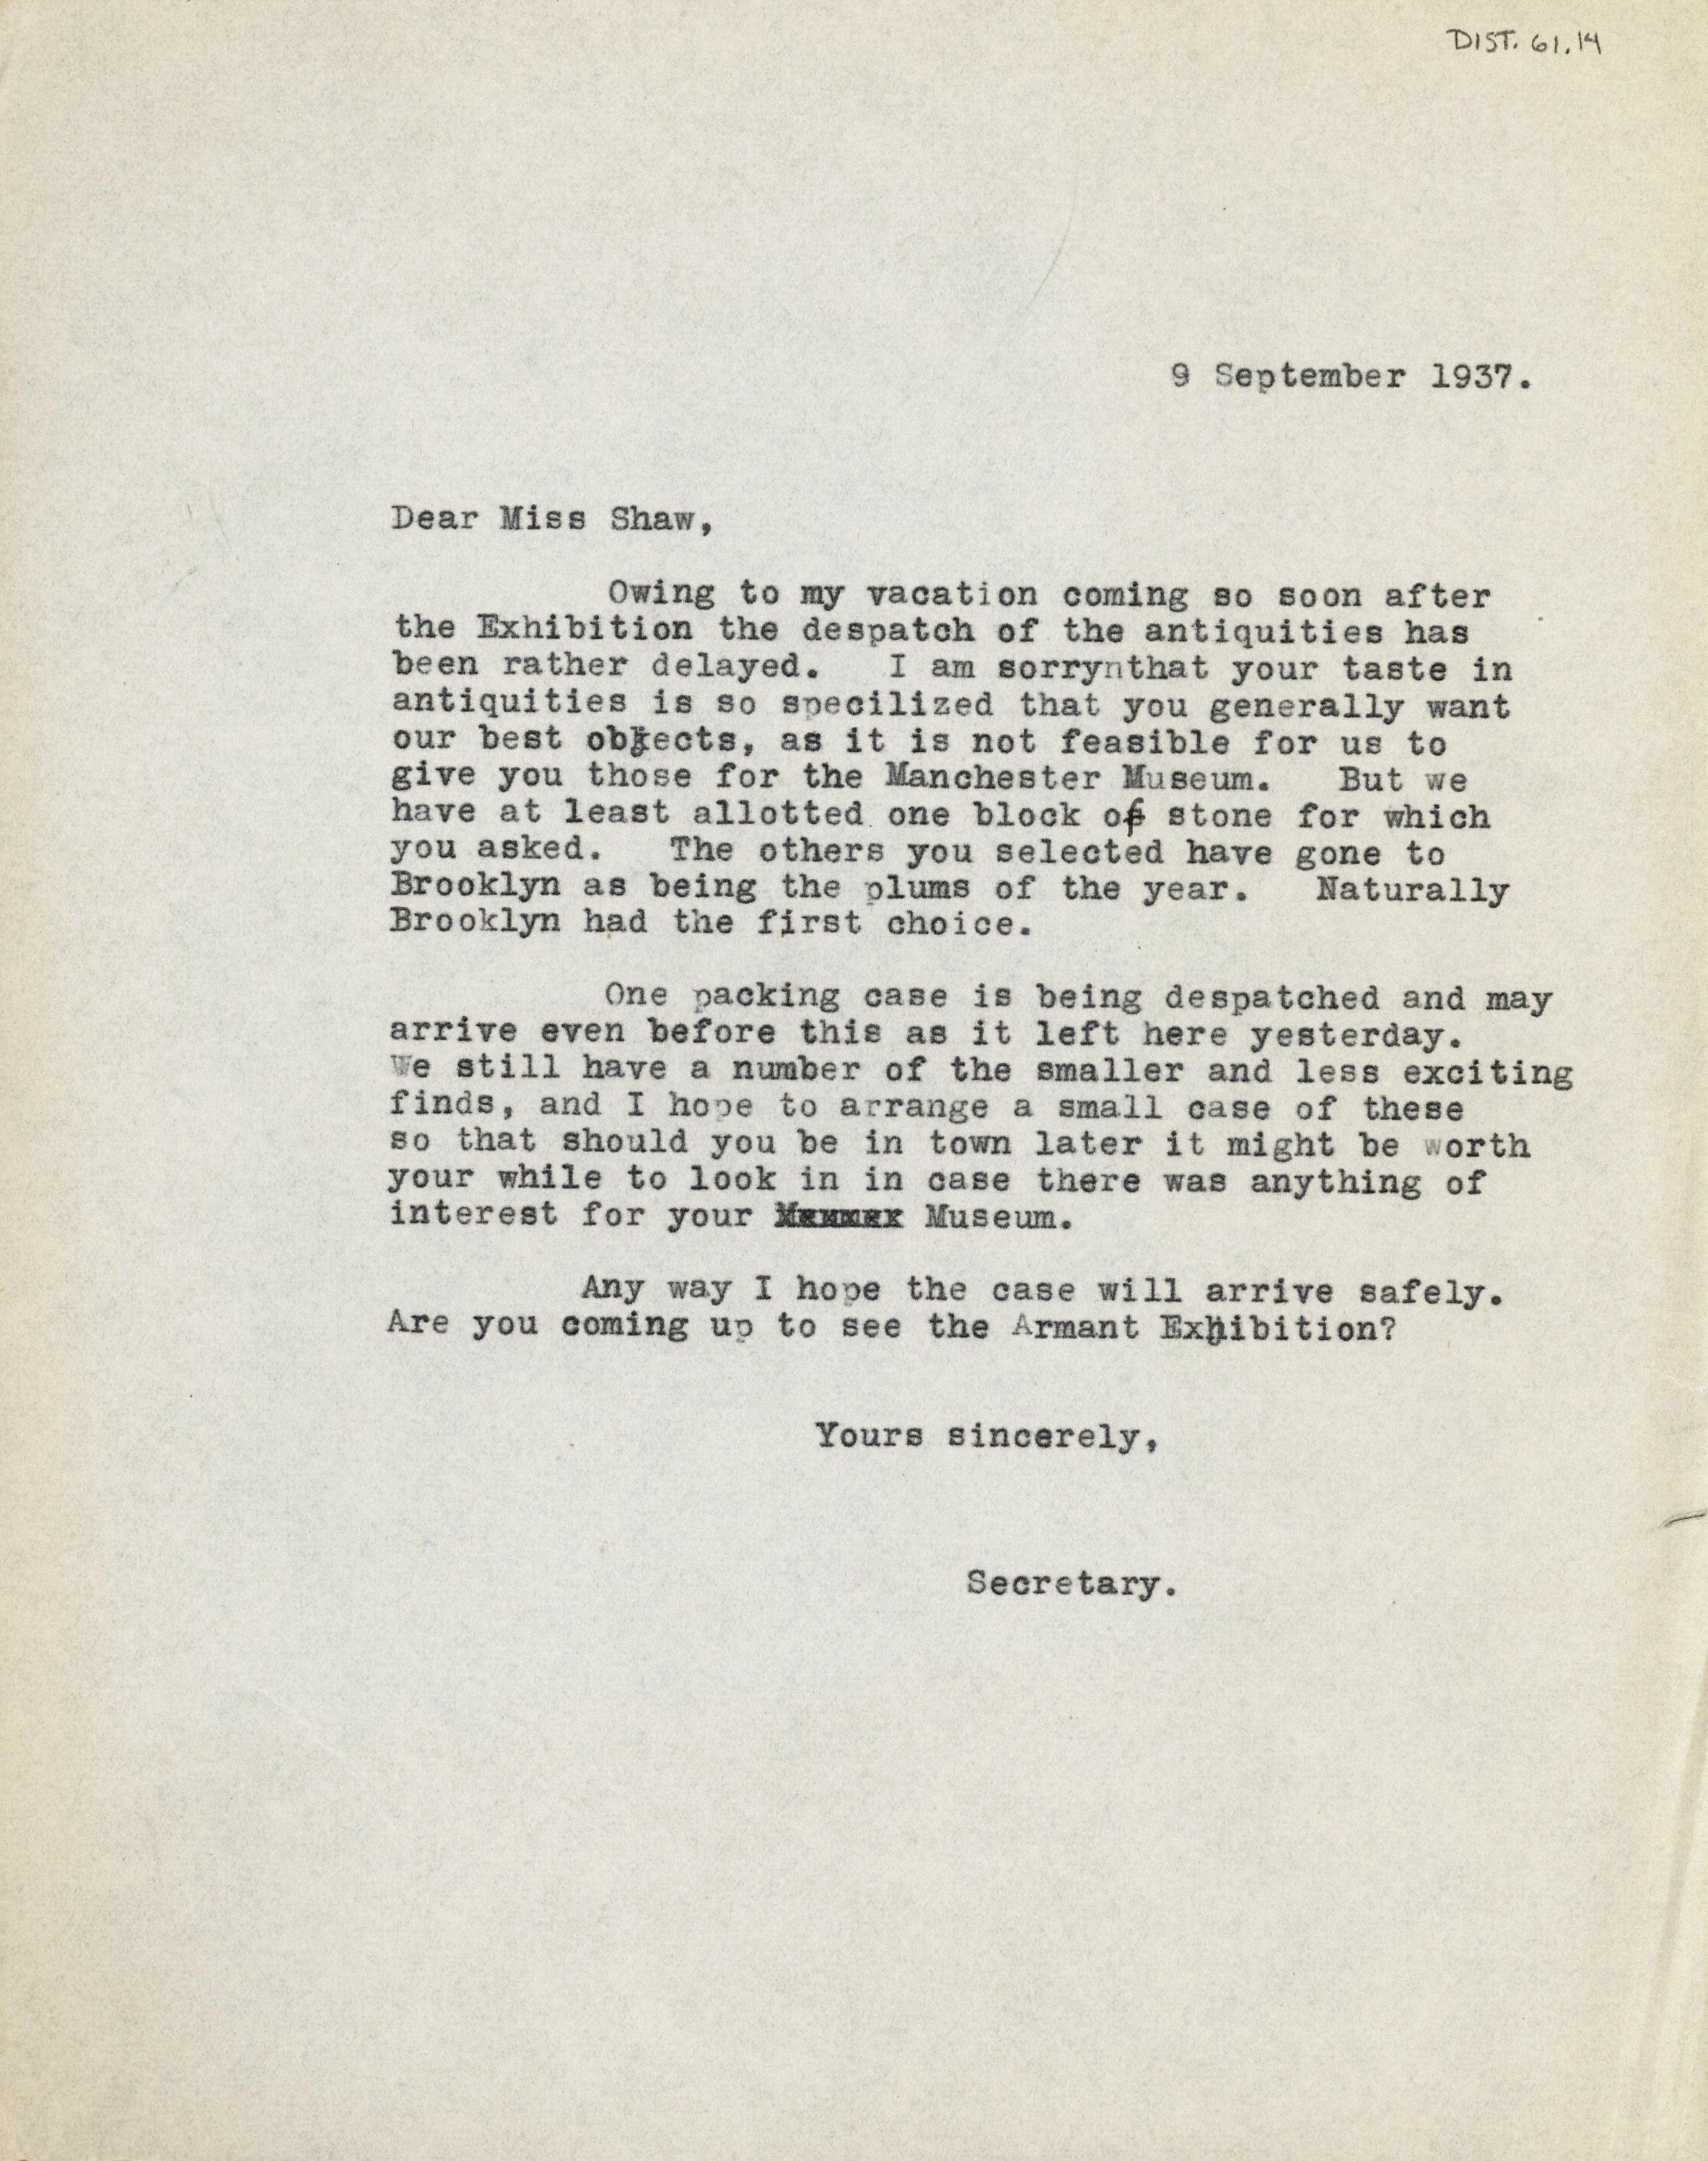 DIST. 61.14
9 September 1937.
Dear Miss Shaw,
Owing to my vacation coming so soon after
the Exhibition the despatch of the antiquities has
been rather delayed. I am sorrynthat your taste in
antiquities is so specilized that you generally want
our best objects, as it is not feasible for us to
give you those for the Manchester Museum. But we
have at least allotted one block of stone for which
you asked. The others you selected have gone to
Brooklyn as being the plums of the year. Naturally
Brooklyn had the first choice.
One packing case is being despatched and may
arrive even before this as it left here yesterday.
We still have a number of the smaller and less exciting
finds, and I hope to arrange a small case of these
so that should you be in town later it might be worth
your while to look in in case there was anything of
interest for your Museum.
Any way I hope the case will arrive safely.
Are you coming up to see the Armant Exhibition?
Yours sincerely,
Secretary.